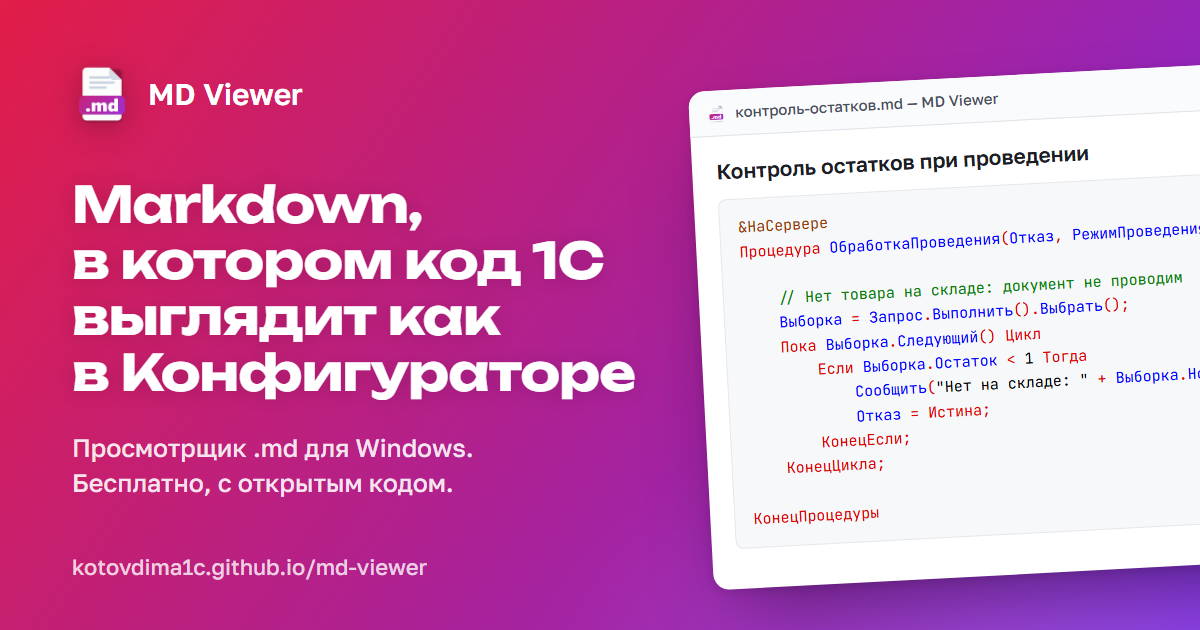 .md
MD Viewer
Markdown,
в котором код 1С
выглядит как
в Конфигураторе
Просмотрщик .md для Windows.
Бесплатно, с открытым кодом.
kotovdima1c.github.io/md-viewer
.md
контроль-остатков.md — MD Viewer
Контроль остатков при проведении
&НаСервере
Процедура ОбработкаПроведения(Отказ, РежимПроведения
// Нет товара на складе: документ не проводим
Выборка = Запрос.Выполнить().Выбрать();
Пока Выборка.Следующий() Цикл
Если Выборка.Остаток < 1 Тогда
Сообщить("Нет на складе: " + Выборка.Но
Отказ = Истина;
КонецЕсли;
КонецЦикла;
КонецПроцедуры